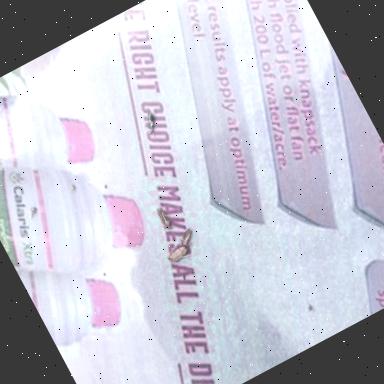 RIGHT CHOICE MAKES ALL THE
results apply at optimum
level!
with knapsack
flood jet or flat fan
200 L of water/acre.
Calaris Xtra